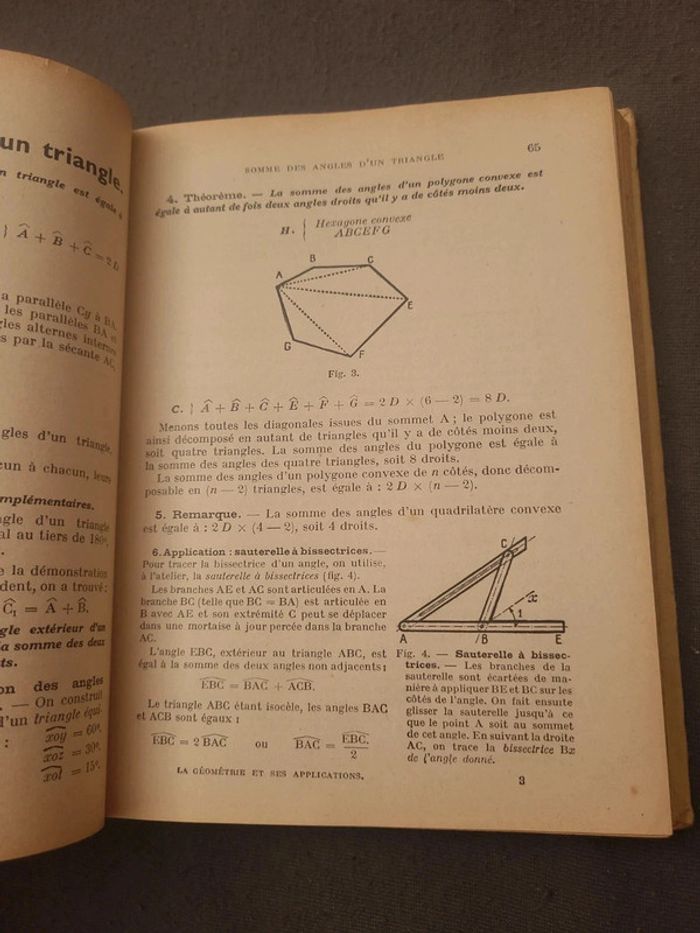 un triangle.
n triangle est égale à
} Â + B̂ + Ĉ = 2 D
a parallèle Cy à BA.
les parallèles BA et
gles alternes internes
s par la sécante AC,
gles d'un triangle
cun à chacun, leurs
omplémentaires.
gle d'un triangle
al au tiers de 180º.
e la démonstration
dent, on a trouvé :
Ĉ₁ = Â + B̂.
gle extérieur d'un
la somme des deux
ts.
on des angles
. — On construit
d'un triangle équi-
: xoy = 60º.
xoz = 30º.
xol = 15º.
SOMME DES ANGLES D'UN TRIANGLE
65
4. Théorème. — La somme des angles d'un polygone convexe est
égale à autant de fois deux angles droits qu'il y a de côtés moins deux.
H. { Hexagone convexe
ABCEFG
A
B
C
E
F
G
Fig. 3.
C. } Â + B̂ + Ĉ + Ê + F̂ + Ĝ = 2 D × (6 — 2) = 8 D.
Menons toutes les diagonales issues du sommet A ; le polygone est
ainsi décomposé en autant de triangles qu'il y a de côtés moins deux,
soit quatre triangles. La somme des angles du polygone est égale à
la somme des angles des quatre triangles, soit 8 droits.
La somme des angles d'un polygone convexe de n côtés, donc décom-
posable en (n — 2) triangles, est égale à : 2 D × (n — 2).
5. Remarque. — La somme des angles d'un quadrilatère convexe
est égale à : 2 D × (4 — 2), soit 4 droits.
6. Application : sauterelle à bissectrices. —
Pour tracer la bissectrice d'un angle, on utilise,
à l'atelier, la sauterelle à bissectrices (fig. 4).
Les branches AE et AC sont articulées en A. La
branche BC (telle que BC = BA) est articulée en
B avec AE et son extrémité C peut se déplacer
dans une mortaise à jour percée dans la branche
AC.
L'angle EBC, extérieur au triangle ABC, est
égal à la somme des deux angles non adjacents :
EBC = BAC + ACB.
Le triangle ABC étant isocèle, les angles BAC
et ACB sont égaux :
EBC = 2 BAC ou BAC = EBC/2.
C
x
1
A
B
E
Fig. 4. — Sauterelle à bissec-
trices. — Les branches de la
sauterelle sont écartées de ma-
nière à appliquer BE et BC sur les
côtés de l'angle. On fait ensuite
glisser la sauterelle jusqu'à ce
que le point A soit au sommet
de cet angle. En suivant la droite
AC, on trace la bissectrice Bx
de l'angle donné.
LA GÉOMÉTRIE ET SES APPLICATIONS.
3